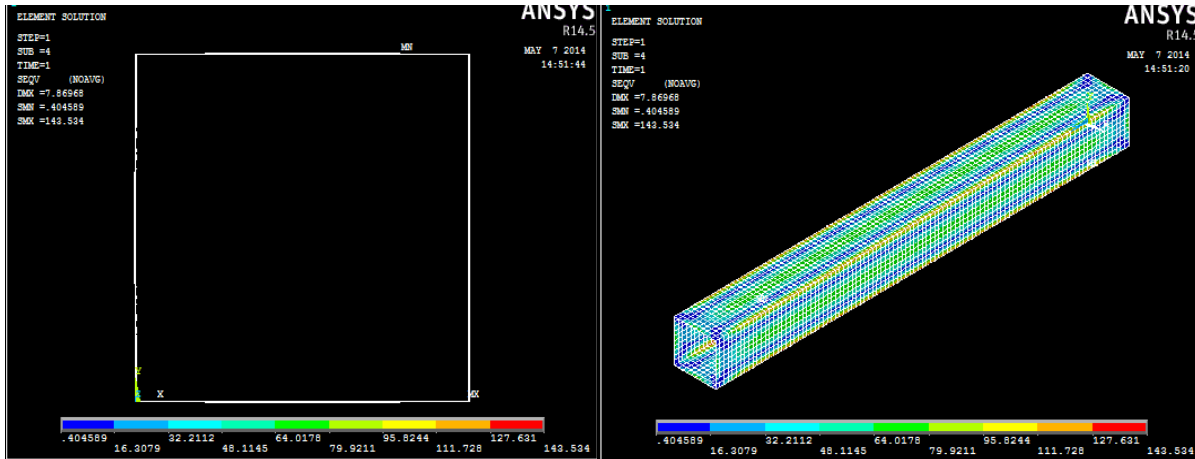 ELEMENT SOLUTION
STEP=1
SUB =4
TIME=1
SEQV (NOAVG)
DMX =7.86968
SMN =.404589
SMX =143.534
ANSYS
R14.5
MAY 7 2014
14:51:44
MN
Y
X
MX
.404589 32.2112 64.0178 95.8244 127.631
16.3079 48.1145 79.9211 111.728 143.534
1
ELEMENT SOLUTION
STEP=1
SUB =4
TIME=1
SEQV (NOAVG)
DMX =7.86968
SMN =.404589
SMX =143.534
ANSYS
R14.5
MAY 7 2014
14:51:20
.404589 32.2112 64.0178 95.8244 127.631
16.3079 48.1145 79.9211 111.728 143.534